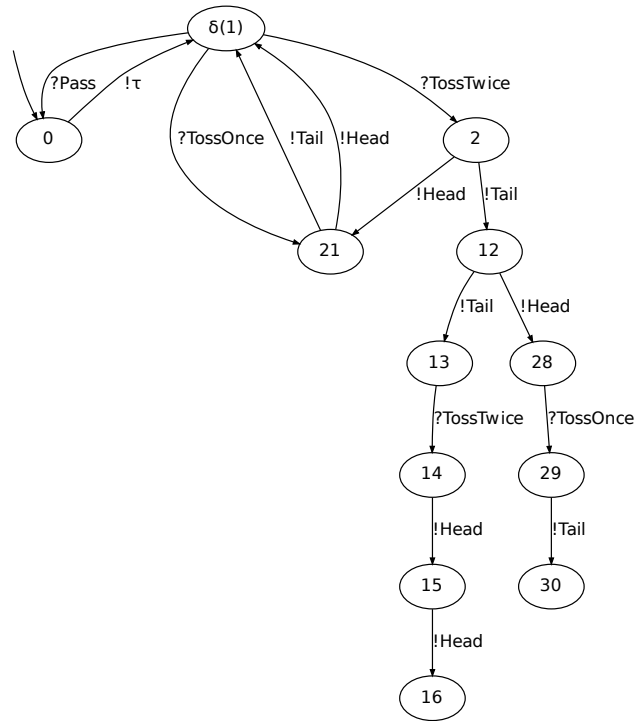 δ(1)
?Pass
!τ
?TossTwice
0
?TossOnce
!Tail
!Head
2
!Head
!Tail
21
12
!Tail
!Head
13
28
?TossTwice
?TossOnce
14
29
!Head
!Tail
15
30
!Head
16